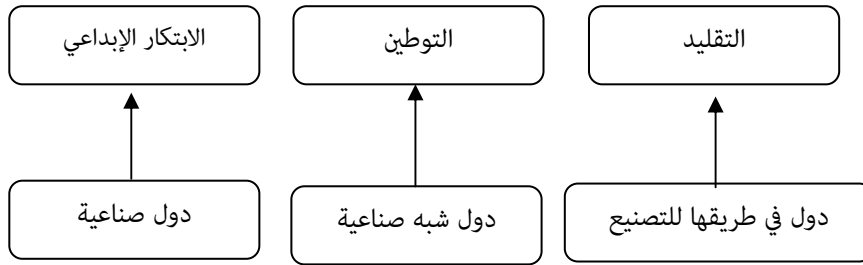 التقليد
التوطين
الابتكار الإبداعي
دول في طريقها للتصنيع
دول شبه صناعية
دول صناعية